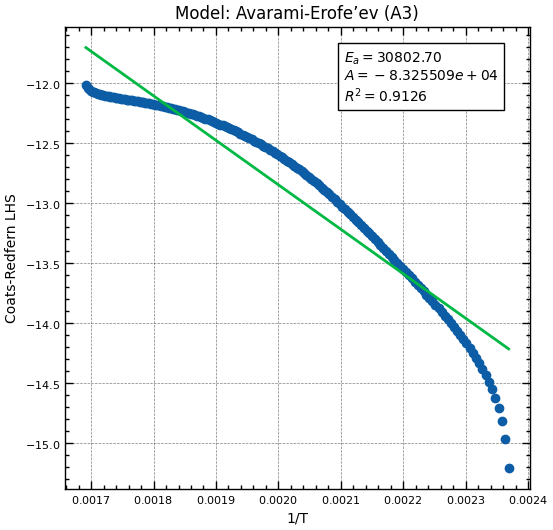 Model: Avarami-Erofe’ev (A3)
Eₐ = 30802.70
A = − 8.325509e + 04
R² = 0.9126
Coats-Redfern LHS
−12.0
−12.5
−13.0
−13.5
−14.0
−14.5
−15.0
0.0017 0.0018 0.0019 0.0020 0.0021 0.0022 0.0023 0.0024
1/T